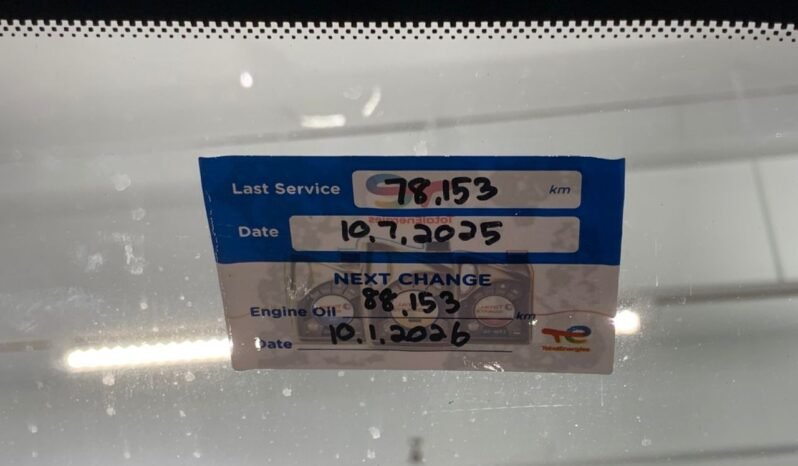 Last Service 78,153 km
Date 10.7.2025
NEXT CHANGE
Engine Oil 88,153 km
Date 10.1.2026
TotalEnergies